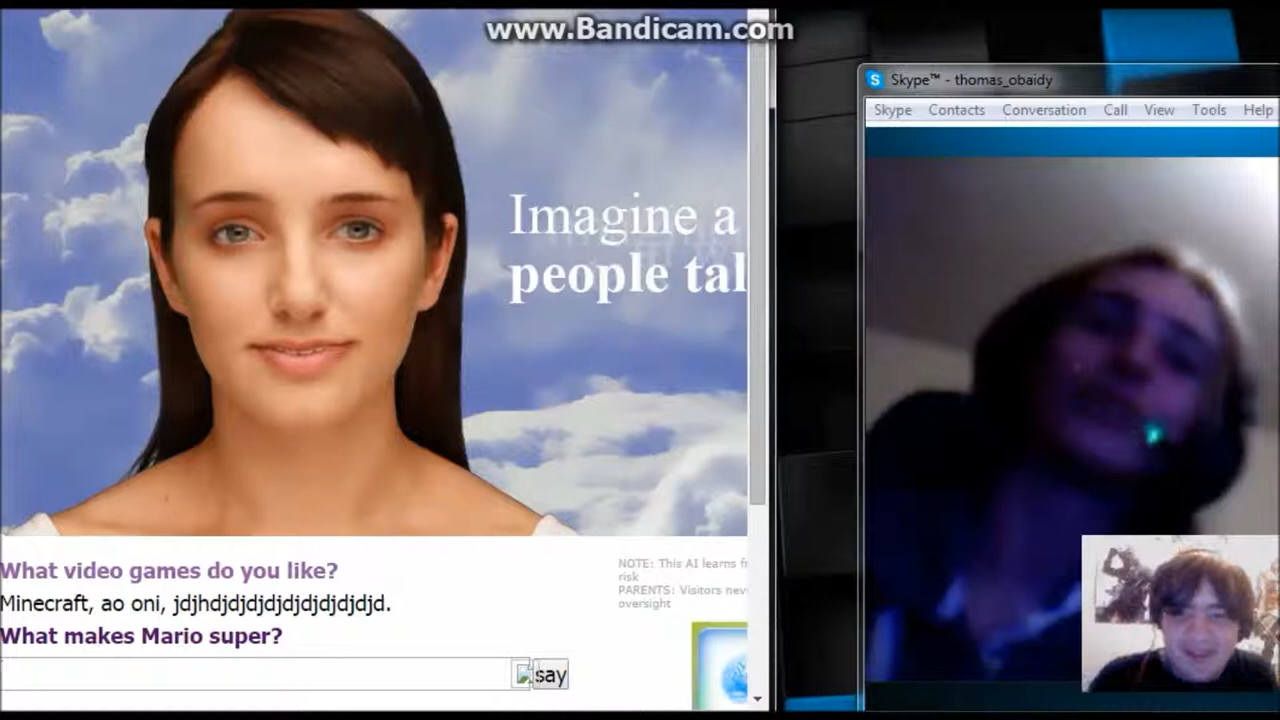 www.Bandicam.com
Imagine a
people tal
What video games do you like?
Minecraft, ao oni, jdjhdjdjdjdjdjdjdjdjd.
What makes Mario super?
say
NOTE: This AI learns fr
risk
PARENTS: Visitors nev
oversight
Skype™ - thomas_obaidy
Skype Contacts Conversation Call View Tools Help